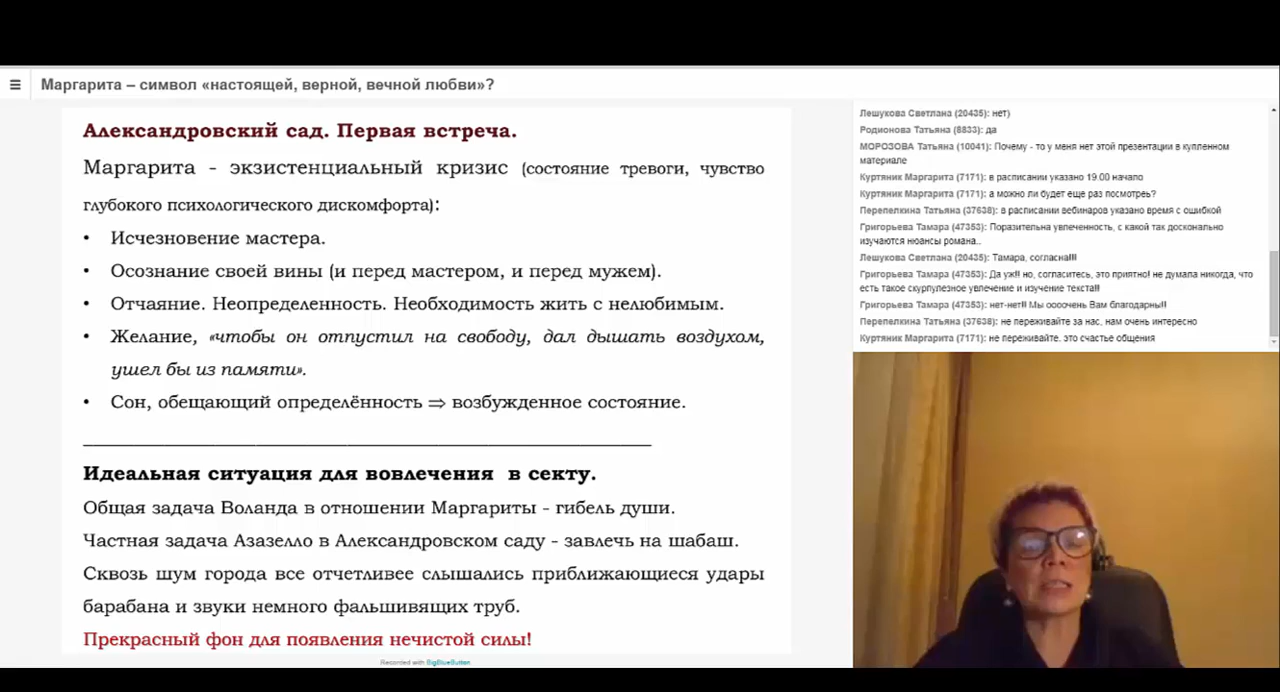 Маргарита – символ «настоящей, верной, вечной любви»?
Александровский сад. Первая встреча.
Маргарита - экзистенциальный кризис (состояние тревоги, чувство
глубокого психологического дискомфорта):
• Исчезновение мастера.
• Осознание своей вины (и перед мастером, и перед мужем).
• Отчаяние. Неопределенность. Необходимость жить с нелюбимым.
• Желание, «чтобы он отпустил на свободу, дал дышать воздухом,
ушел бы из памяти».
• Сон, обещающий определённость ⇒ возбужденное состояние.
Идеальная ситуация для вовлечения в секту.
Общая задача Воланда в отношении Маргариты - гибель души.
Частная задача Азазелло в Александровском саду - завлечь на шабаш.
Сквозь шум города все отчетливее слышались приближающиеся удары
барабана и звуки немного фальшивящих труб.
Прекрасный фон для появления нечистой силы!
Лешукова Светлана (20435): нет)
Родионова Татьяна (8833): да
МОРОЗОВА Татьяна (10041): Почему - то у меня нет этой презентации в купленном
материале
Куртяник Маргарита (7171): в расписании указано 19.00 начало
Куртяник Маргарита (7171): а можно ли будет еще раз посмотреь?
Перепелкина Татьяна (37638): в расписании вебинаров указано время с ошибкой
Григорьева Тамара (47353): Поразительна увлеченность, с какой так досконально
изучаются нюансы романа..
Лешукова Светлана (20435): Тамара, согласна!!!
Григорьева Тамара (47353): Да уж!! но, согласитесь, это приятно! не думала никогда, что
есть такое скурпулезное увлечение и изучение текста!!
Григорьева Тамара (47353): нет-нет!! Мы оооочень Вам благодарны!!
Перепелкина Татьяна (37638): не переживайте за нас, нам очень интересно
Куртяник Маргарита (7171): не переживайте. это счастье общения
Recorded with BigBlueButton